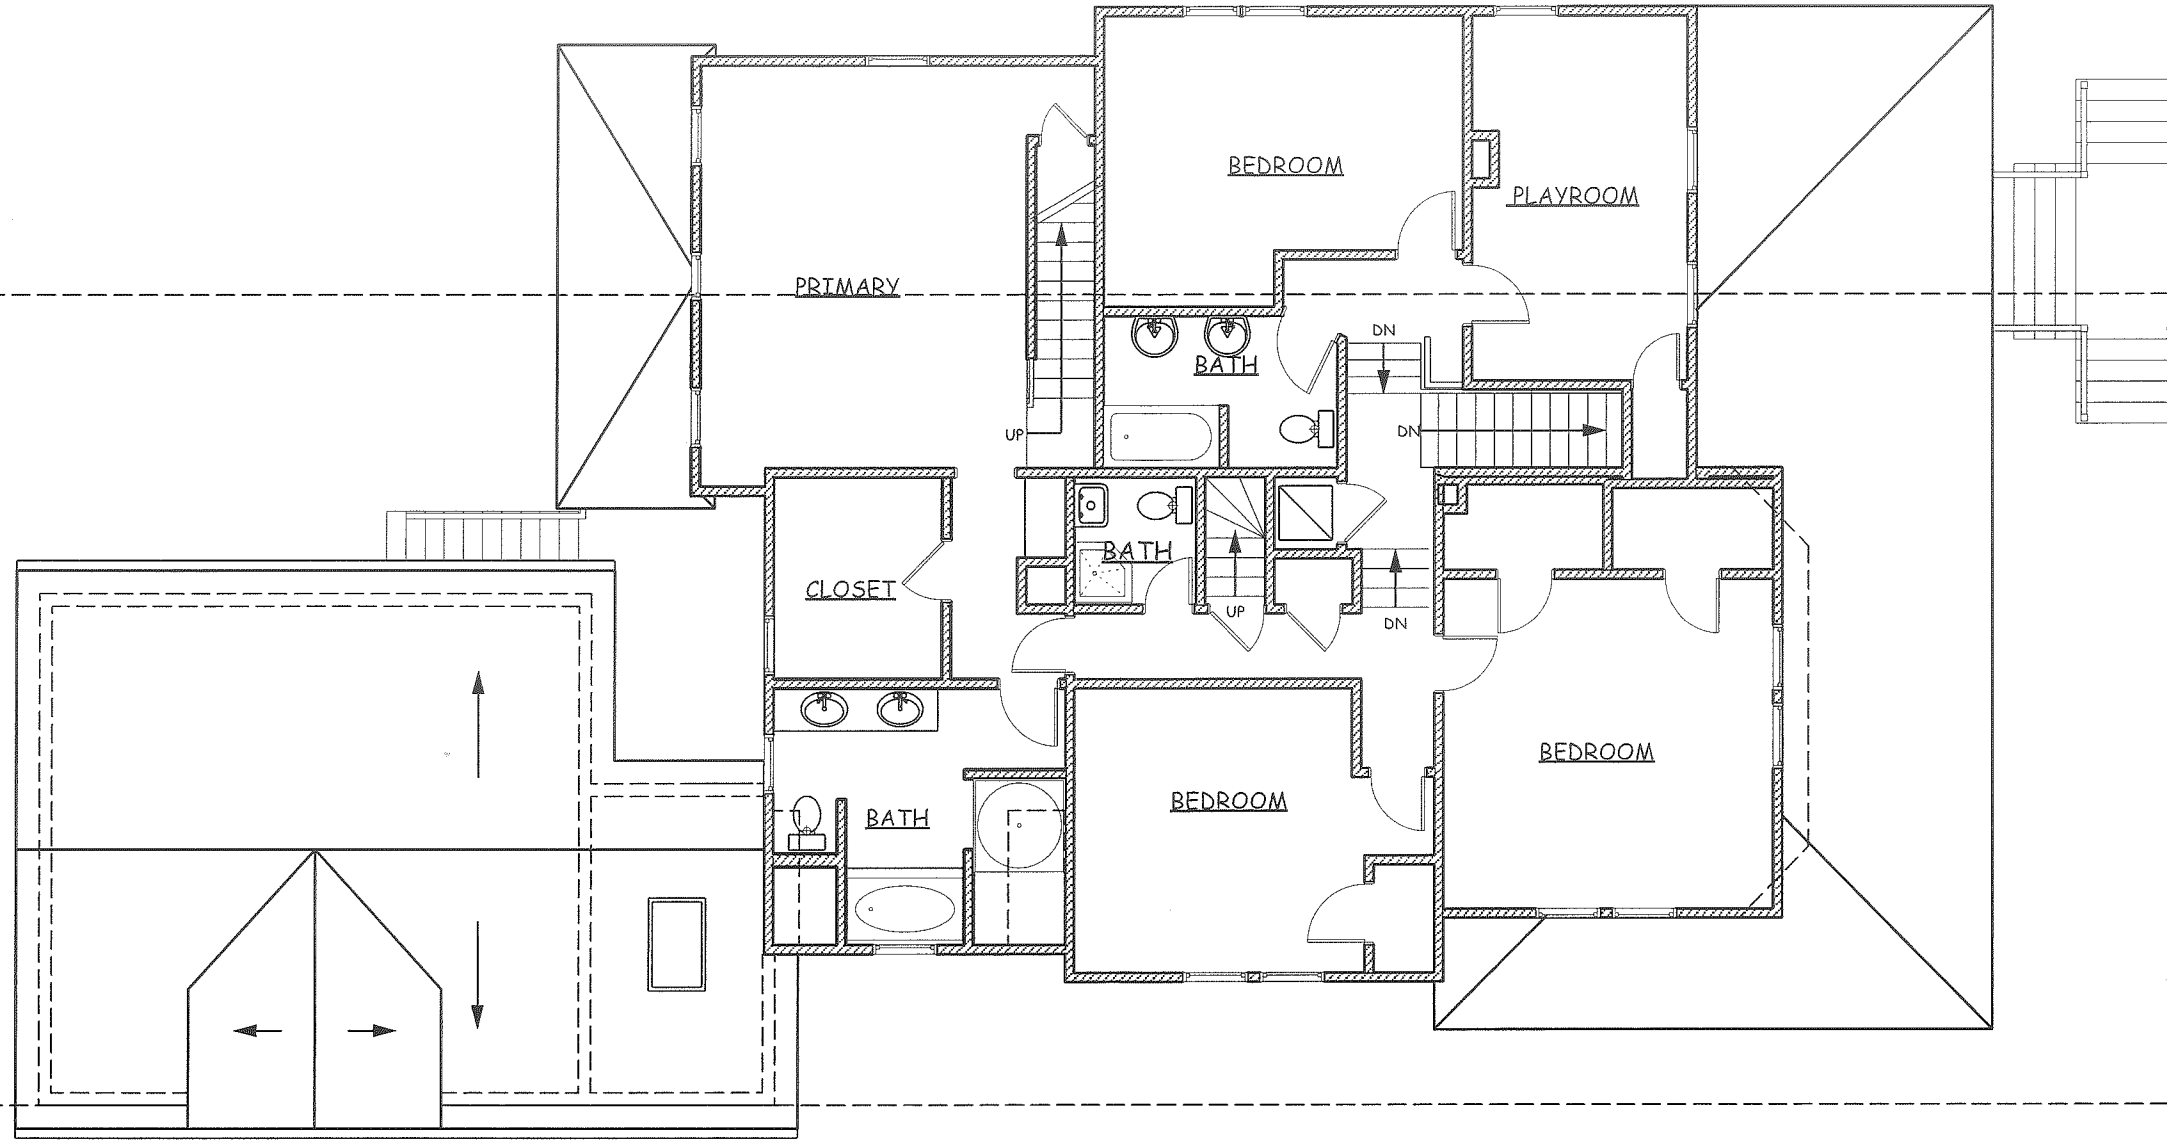 BEDROOM
PLAYROOM
PRIMARY
DN
BATH
UP
DN
BATH
CLOSET
UP
DN
BEDROOM
BEDROOM
BATH